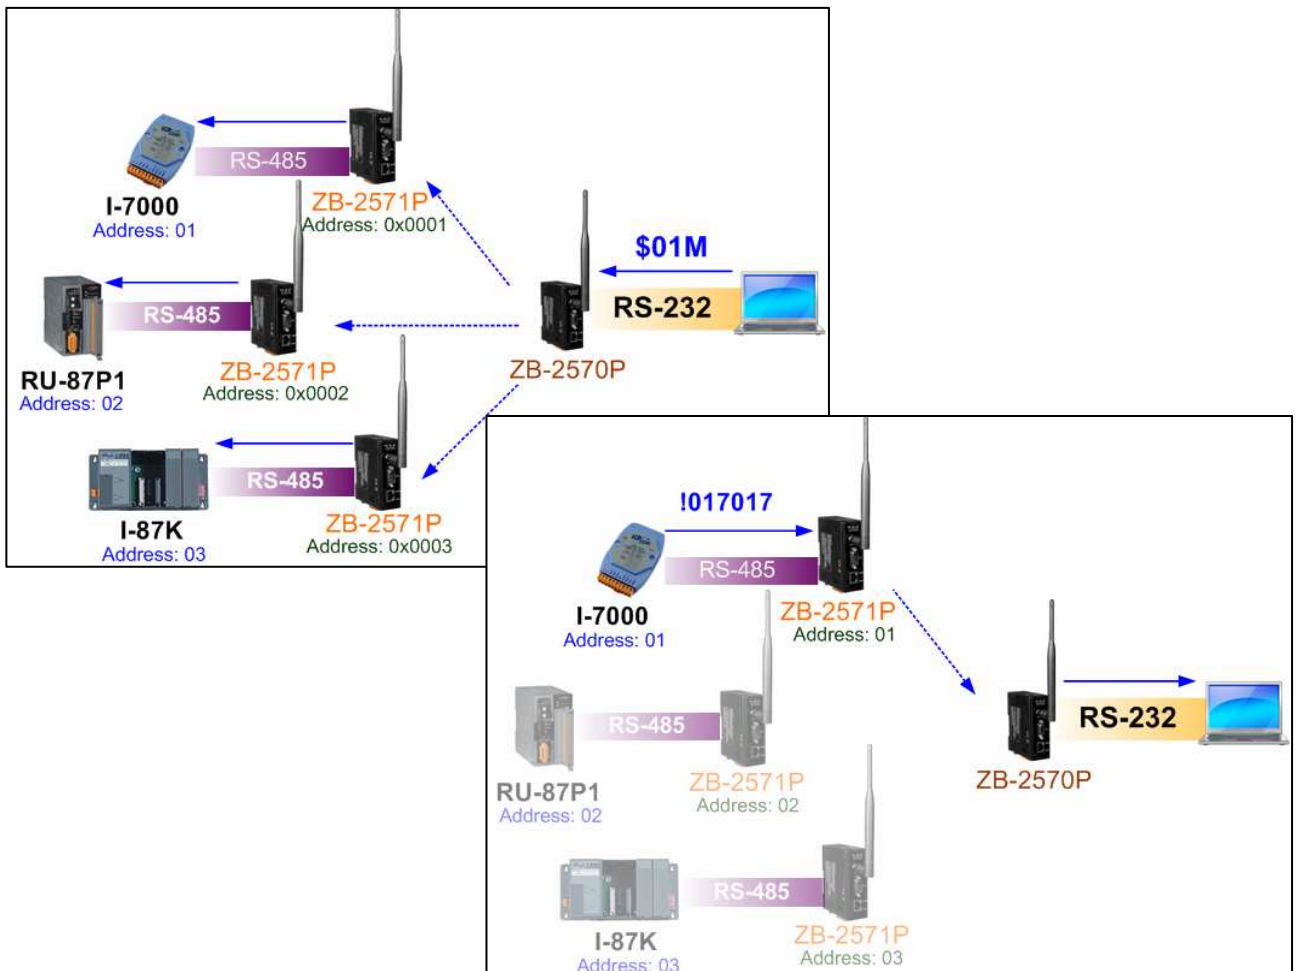 RS-485
I-7000
Address: 01
ZB-2571P
Address: 0x0001
$01M
RS-232
ZB-2570P
RS-485
RU-87P1
Address: 02
ZB-2571P
Address: 0x0002
RS-485
I-87K
Address: 03
ZB-2571P
Address: 0x0003
!017017
RS-485
I-7000
Address: 01
ZB-2571P
Address: 01
RS-232
ZB-2570P
RS-485
RU-87P1
Address: 02
ZB-2571P
Address: 02
RS-485
I-87K
Address: 03
ZB-2571P
Address: 03